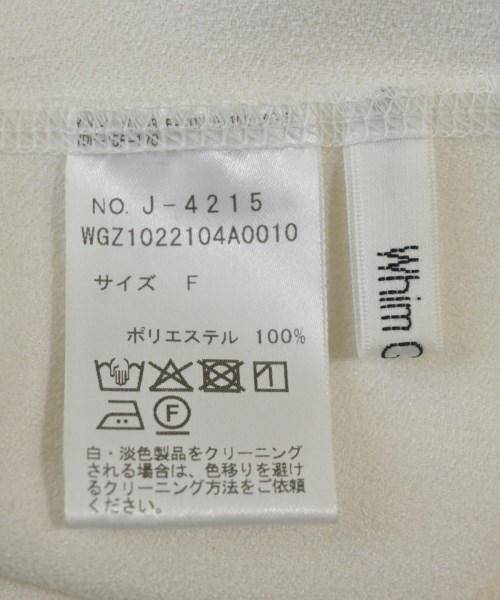 NO. J-4215
WGZ1022104A0010
サイズ F
ポリエステル 100%
F
白・淡色製品をクリーニング
される場合は、色移りを避け
るクリーニング方法をご依頼
ください。
Whim